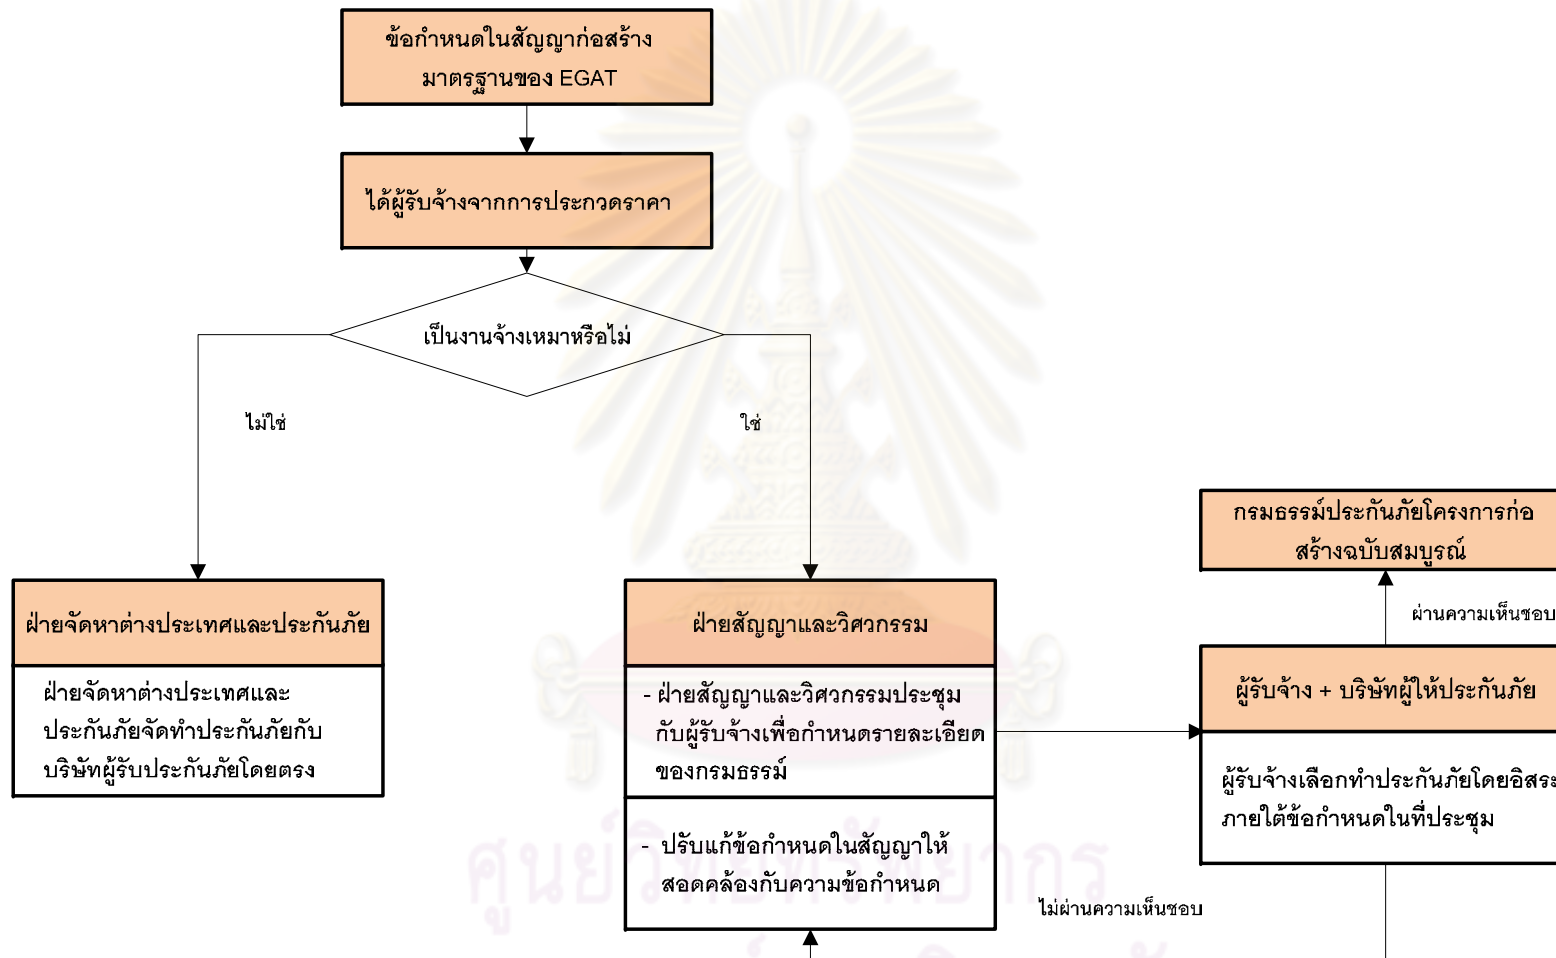 ข้อกำหนดในสัญญาก่อสร้าง
มาตรฐานของ EGAT
ได้ผู้รับจ้างจากการประกวดราคา
เป็นงานจ้างเหมาหรือไม่
ไม่ใช่
ใช่
กรมธรรม์ประกันภัยโครงการก่อ
สร้างฉบับสมบูรณ์
ผ่านความเห็นชอบ
ฝ่ายจัดหาต่างประเทศและประกันภัย
ฝ่ายจัดหาต่างประเทศและ
ประกันภัยจัดทำประกันภัยกับ
บริษัทผู้รับประกันภัยโดยตรง
ฝ่ายสัญญาและวิศวกรรม
- ฝ่ายสัญญาและวิศวกรรมประชุม
กับผู้รับจ้างเพื่อกำหนดรายละเอียด
ของกรมธรรม์
- ปรับแก้ข้อกำหนดในสัญญาให้
สอดคล้องกับความข้อกำหนด
ผู้รับจ้าง + บริษัทผู้ให้ประกันภัย
ผู้รับจ้างเลือกทำประกันภัยโดยอิสระ
ภายใต้ข้อกำหนดในที่ประชุม
ไม่ผ่านความเห็นชอบ
ศูนย์วิทยทรัพยากร